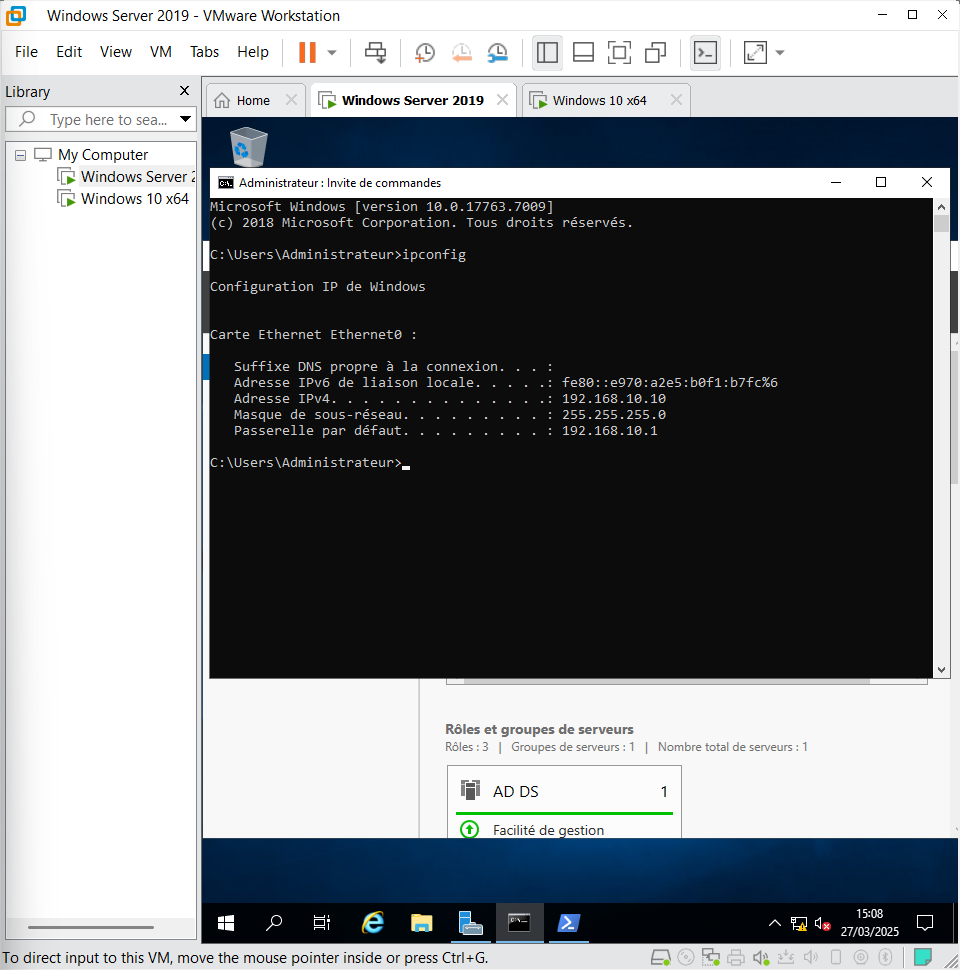 Windows Server 2019 - VMware Workstation
File Edit View VM Tabs Help
Library
Home
Windows Server 2019
Windows 10 x64
Type here to sea...
My Computer
Windows Server 2
Windows 10 x64
Administrateur : Invite de commandes
Microsoft Windows [version 10.0.17763.7009]
(c) 2018 Microsoft Corporation. Tous droits réservés.
C:\Users\Administrateur>ipconfig
Configuration IP de Windows
Carte Ethernet Ethernet0 :
Suffixe DNS propre à la connexion. . . :
Adresse IPv6 de liaison locale. . . . .: fe80::e970:a2e5:b0f1:b7fc%6
Adresse IPv4. . . . . . . . . . . . . .: 192.168.10.10
Masque de sous-réseau. . . . . . . . . : 255.255.255.0
Passerelle par défaut. . . . . . . . . : 192.168.10.1
C:\Users\Administrateur>
Rôles et groupes de serveurs
Rôles : 3 | Groupes de serveurs : 1 | Nombre total de serveurs : 1
AD DS 1
Facilité de gestion
15:08
27/03/2025
To direct input to this VM, move the mouse pointer inside or press Ctrl+G.